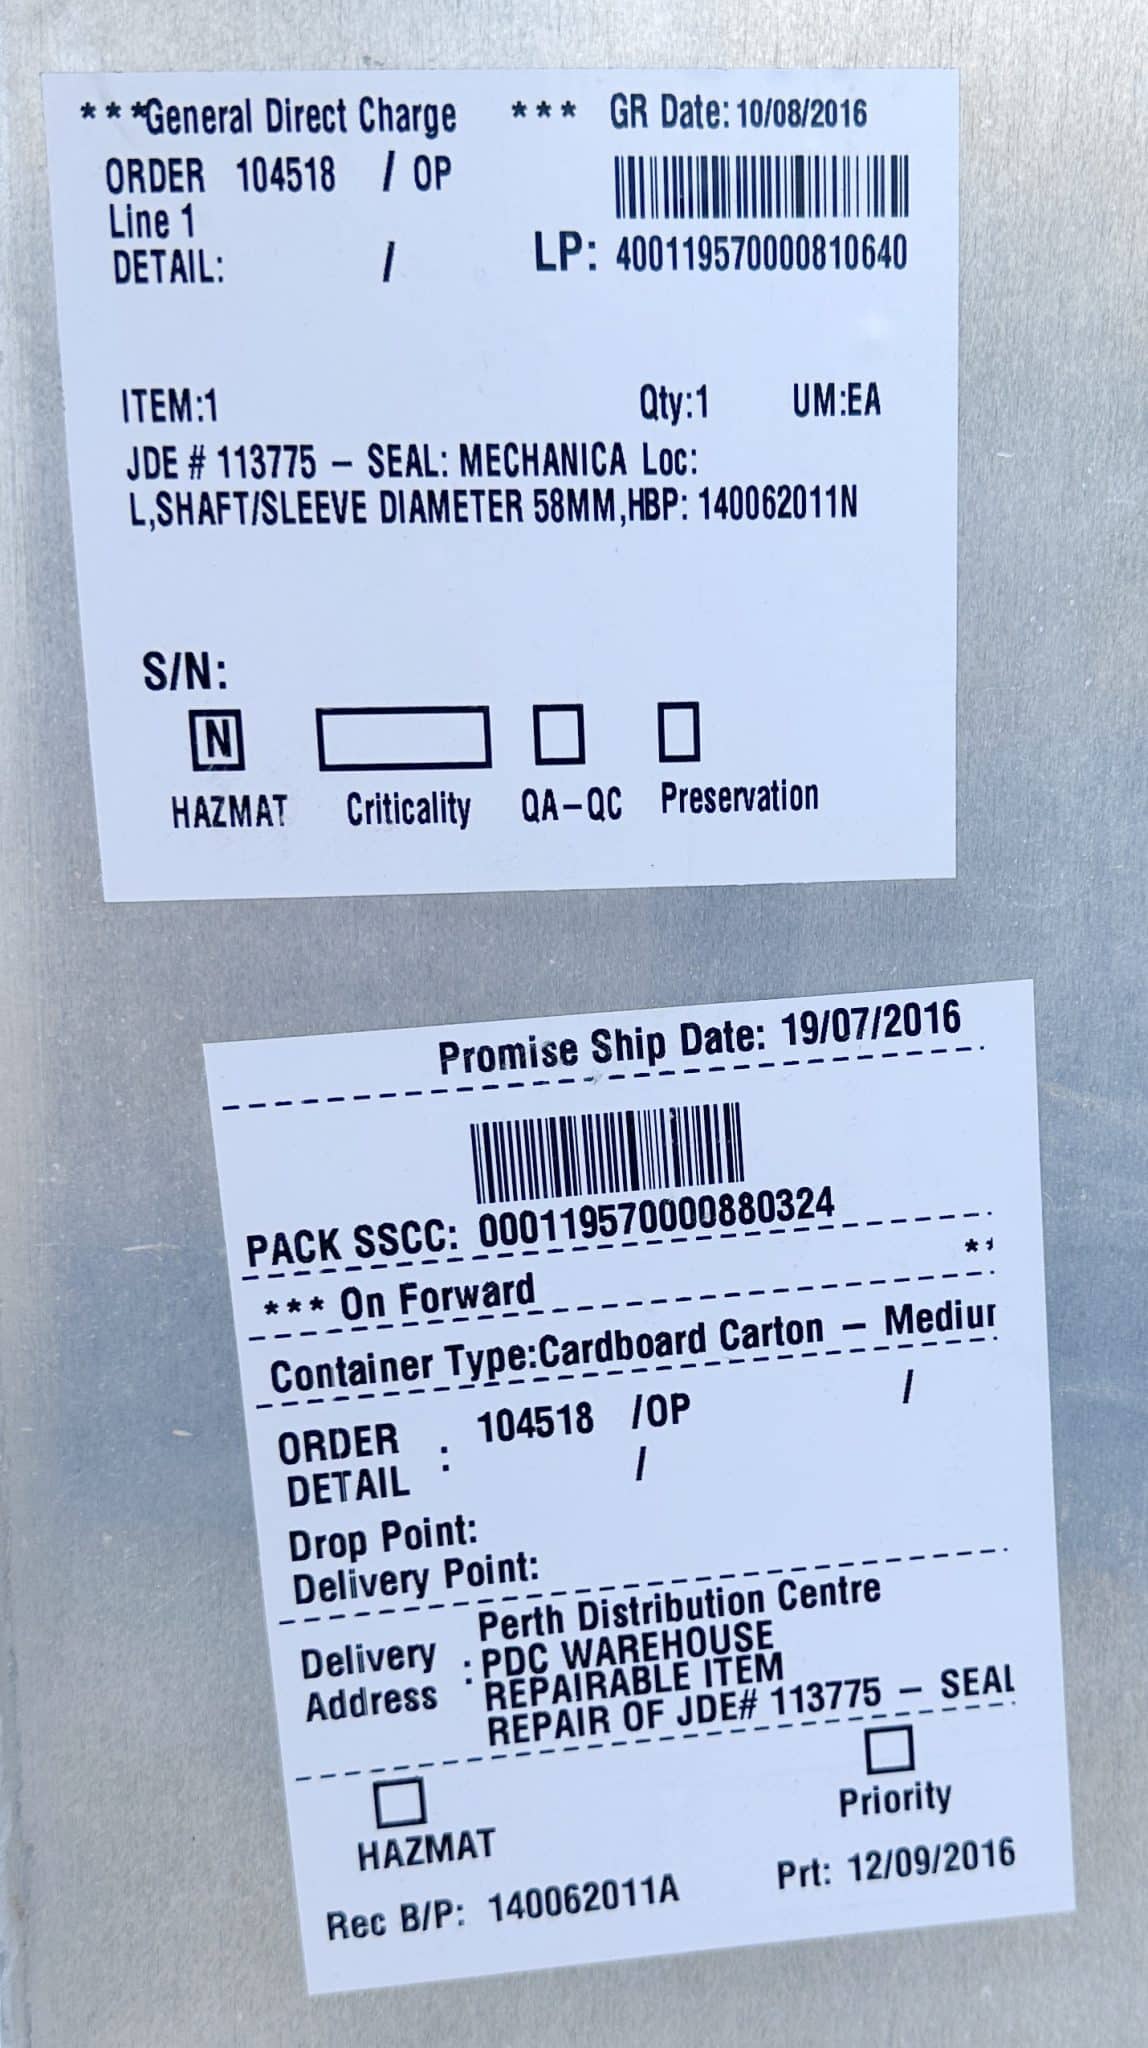 ***General Direct Charge *** GR Date: 10/08/2016
ORDER 104518 / OP
Line 1
DETAIL: / LP: 400119570000810640
ITEM:1 Qty:1 UM:EA
JDE # 113775 – SEAL: MECHANICA Loc:
L,SHAFT/SLEEVE DIAMETER 58MM,HBP: 140062011N
S/N:
N
HAZMAT Criticality QA–QC Preservation
Promise Ship Date: 19/07/2016
PACK SSCC: 000119570000880324
*** On Forward **
Container Type:Cardboard Carton – Mediur
ORDER : 104518 /OP /
DETAIL /
Drop Point:
Delivery Point:
Delivery Address : Perth Distribution Centre
PDC WAREHOUSE
REPAIRABLE ITEM
REPAIR OF JDE# 113775 – SEAL
HAZMAT Priority
Rec B/P: 140062011A Prt: 12/09/2016